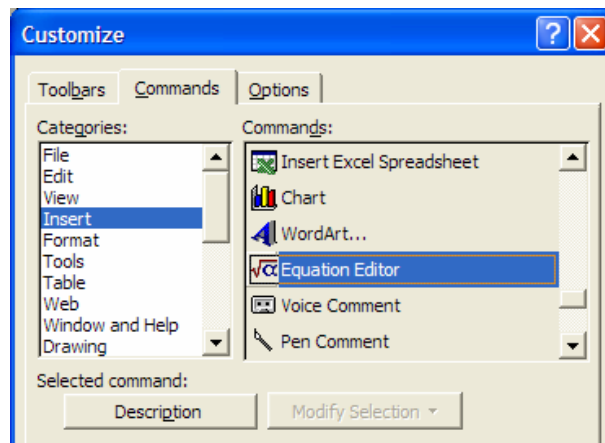 Customize
Toolbars Commands Options
Categories:
File
Edit
View
Insert
Format
Tools
Table
Web
Window and Help
Drawing
Commands:
Insert Excel Spreadsheet
Chart
WordArt...
√α Equation Editor
Voice Comment
Pen Comment
Selected command:
Description Modify Selection